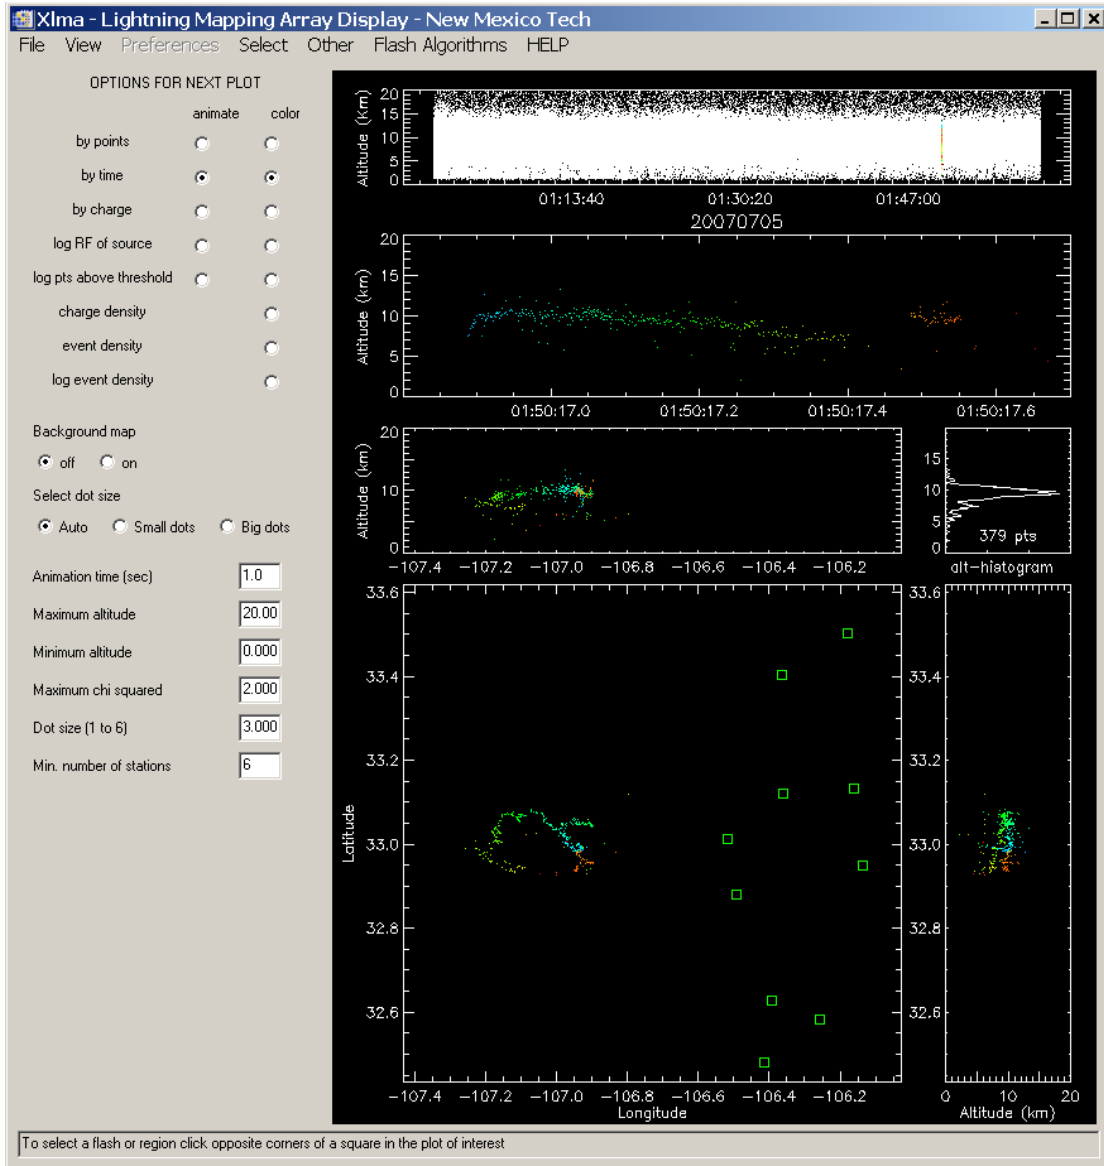 Xlma - Lightning Mapping Array Display - New Mexico Tech
File View Preferences Select Other Flash Algorithms HELP
OPTIONS FOR NEXT PLOT
animate color
by points
by time
by charge
log RF of source
log pts above threshold
charge density
event density
log event density
Background map
off on
Select dot size
Auto Small dots Big dots
Animation time (sec) 1.0
Maximum altitude 20.00
Minimum altitude 0.000
Maximum chi squared 2.000
Dot size (1 to 6) 3.000
Min. number of stations 6
Altitude (Km)
20
15
10
5
0
01:13:40 01:30:20 01:47:00
20070705
Altitude (km)
20
15
10
5
0
01:50:17.0 01:50:17.2 01:50:17.4 01:50:17.6
Altitude (km)
20
10
0
-107.4 -107.2 -107.0 -106.8 -106.6 -106.4 -106.2
15
10
5
0
379 pts
alt-histogram
Latitude
33.6
33.4
33.2
33.0
32.8
32.6
-107.4 -107.2 -107.0 -106.8 -106.6 -106.4 -106.2
Longitude
33.6
33.4
33.2
33.0
32.8
32.6
0 10 20
Altitude (km)
To select a flash or region click opposite corners of a square in the plot of interest